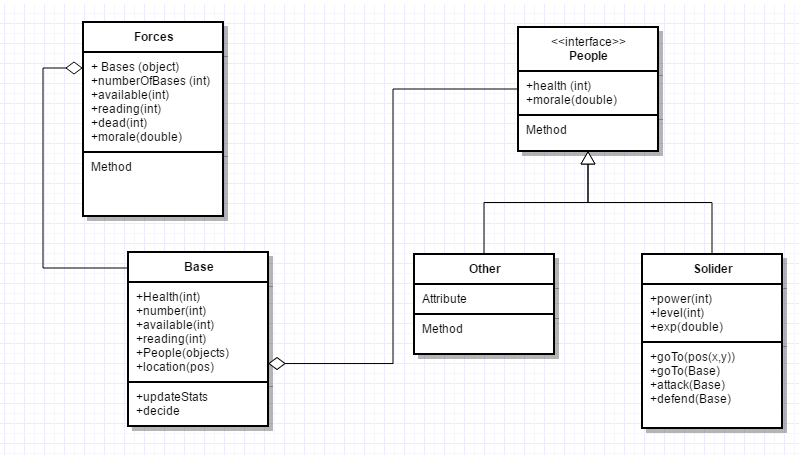 Forces
+ Bases (object)
+numberOfBases (int)
+available(int)
+reading(int)
+dead(int)
+morale(double)
Method
<<interface>>
People
+health (int)
+morale(double)
Method
Base
+Health(int)
+number(int)
+available(int)
+reading(int)
+People(objects)
+location(pos)
+updateStats
+decide
Other
Attribute
Method
Solider
+power(int)
+level(int)
+exp(double)
+goTo(pos(x,y))
+goTo(Base)
+attack(Base)
+defend(Base)